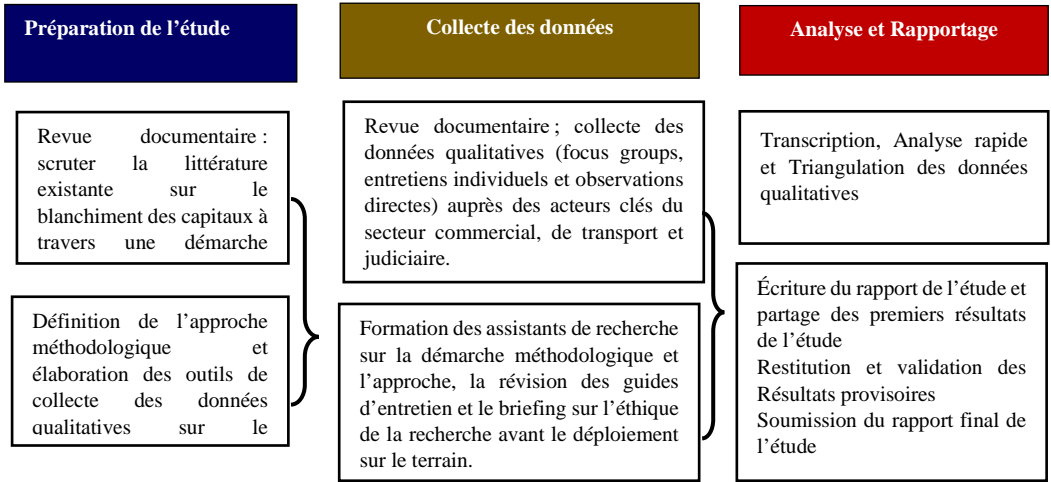 Préparation de l’étude
Collecte des données
Analyse et Rapportage
Revue documentaire :
scruter la littérature
existante sur le
blanchiment des capitaux à
travers une démarche
Définition de l’approche
méthodologique et
élaboration des outils de
collecte des données
qualitatives sur le
Revue documentaire ; collecte des
données qualitatives (focus groups,
entretiens individuels et observations
directes) auprès des acteurs clés du
secteur commercial, de transport et
judiciaire.
Formation des assistants de recherche
sur la démarche méthodologique et
l’approche, la révision des guides
d’entretien et le briefing sur l’éthique
de la recherche avant le déploiement
sur le terrain.
Transcription, Analyse rapide
et Triangulation des données
qualitatives
Écriture du rapport de l’étude et
partage des premiers résultats
de l’étude
Restitution et validation des
Résultats provisoires
Soumission du rapport final de
l’étude